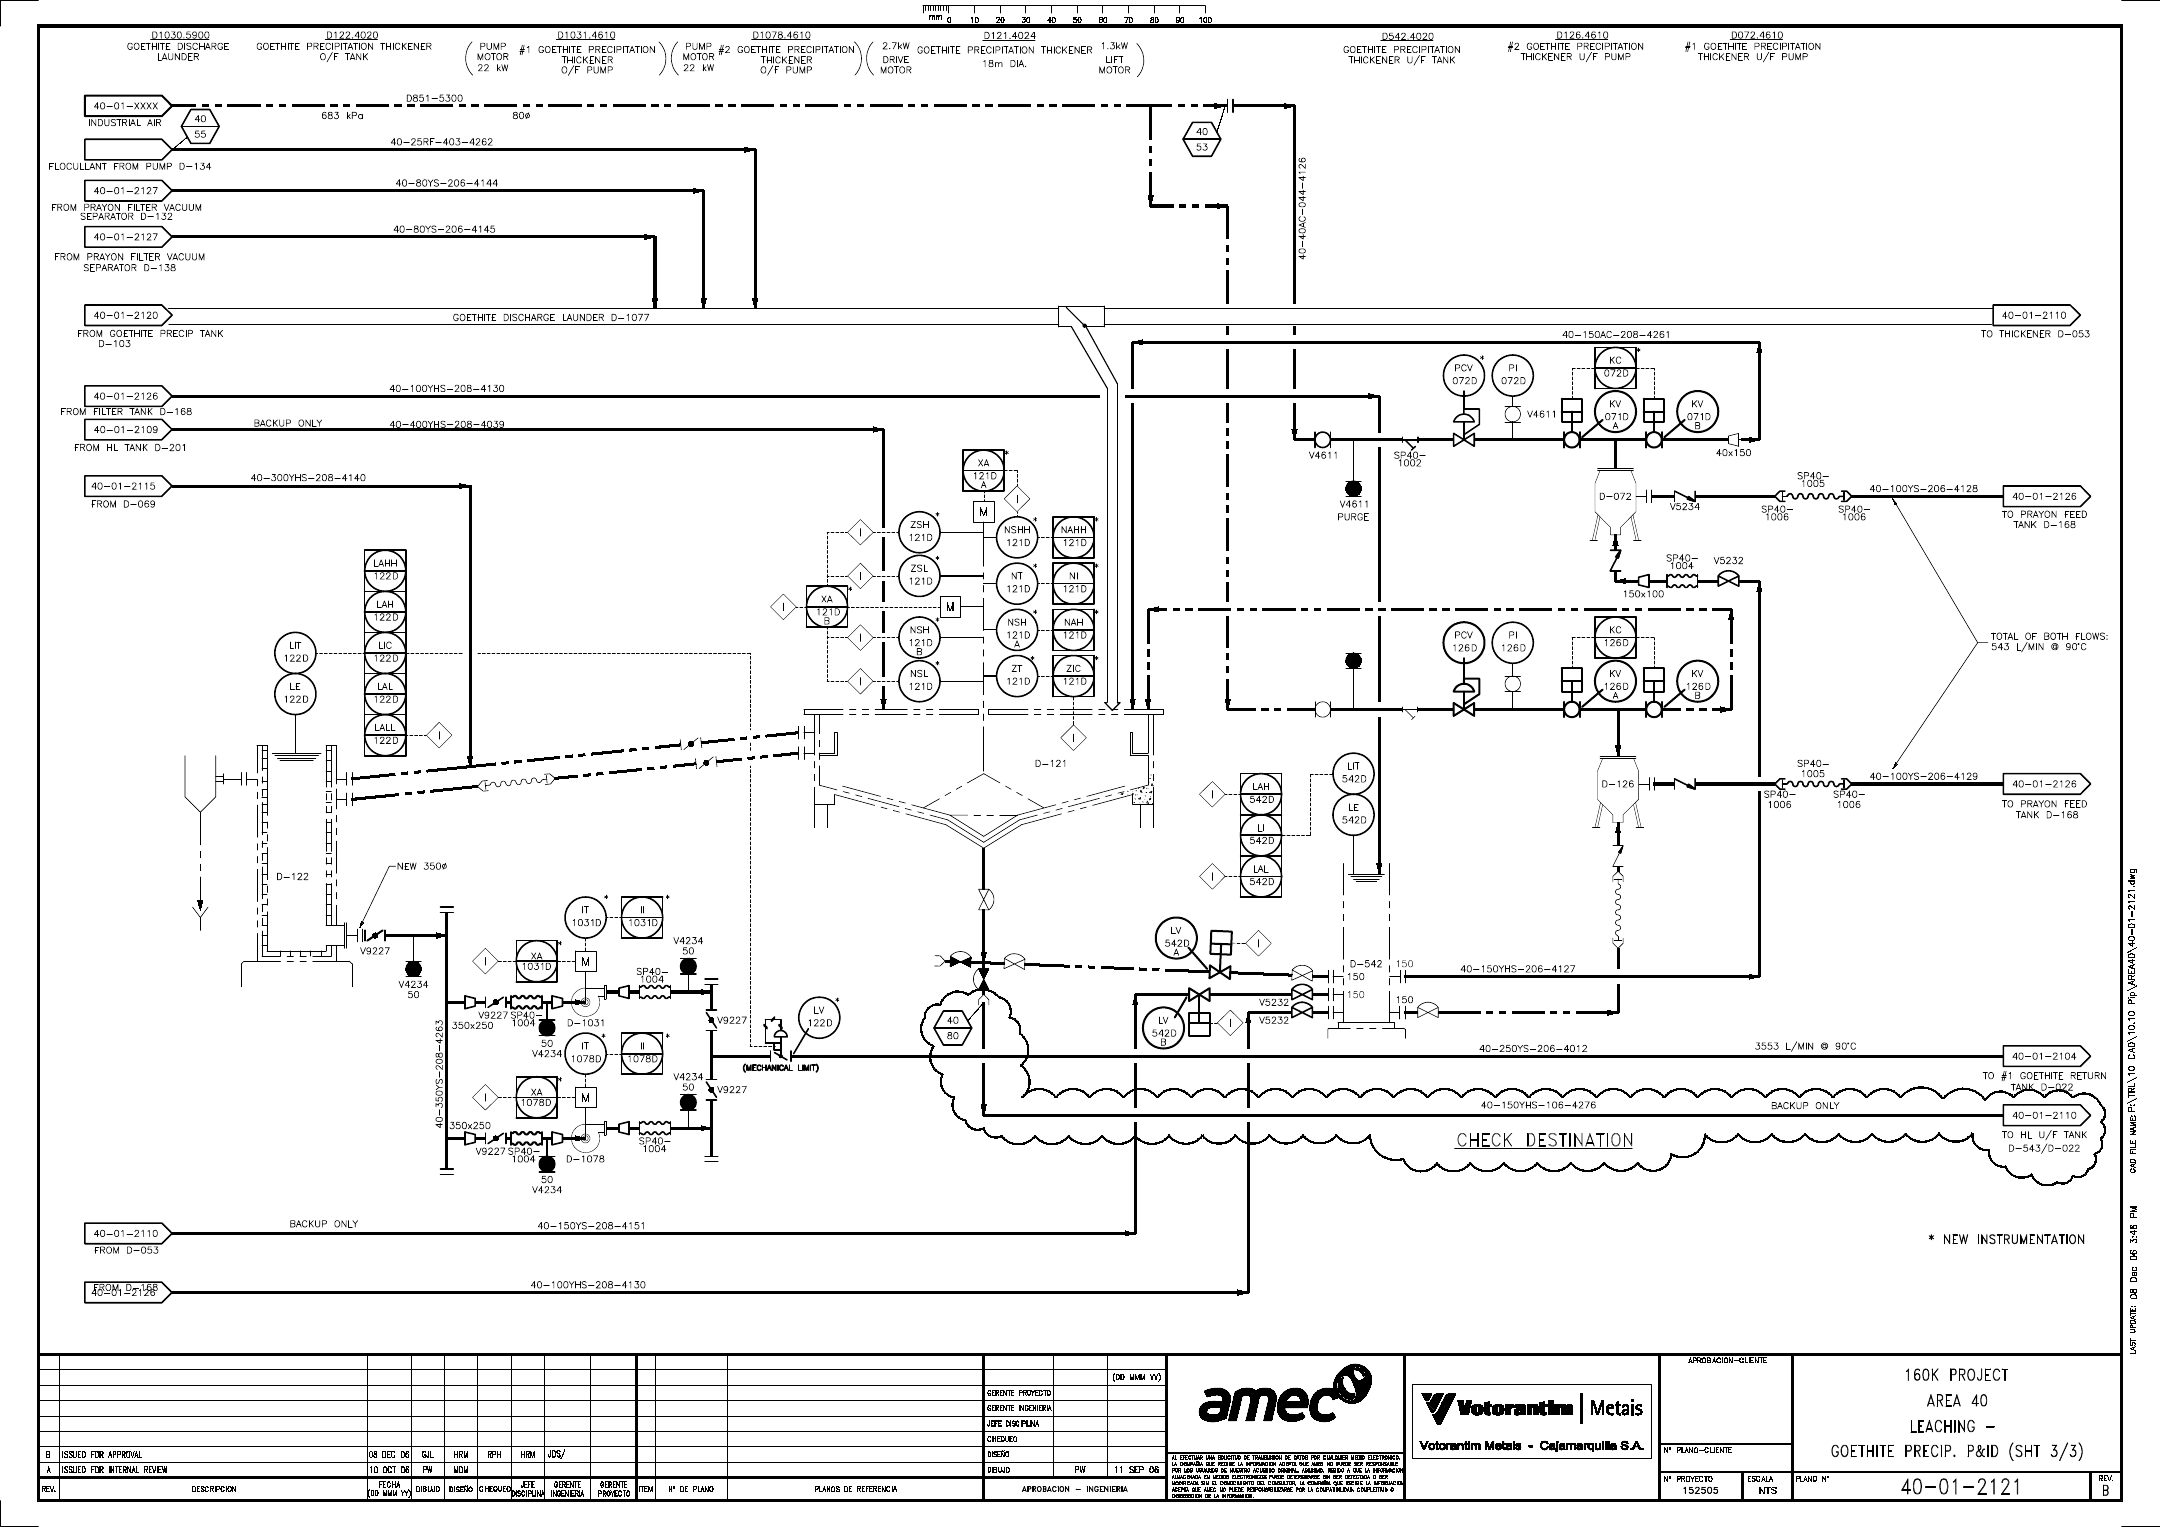 mm 0 10 20 30 40 50 60 70 80 90 100
D1030.5900
GOETHITE DISCHARGE
LAUNDER
D122.4020
GOETHITE PRECIPITATION THICKENER
O/F TANK
PUMP
MOTOR
22 kW
D1031.4610
#1 GOETHITE PRECIPITATION
THICKENER
O/F PUMP
PUMP
MOTOR
22 kW
D1078.4610
#2 GOETHITE PRECIPITATION
THICKENER
O/F PUMP
2.7kW
DRIVE
MOTOR
D121.4024
GOETHITE PRECIPITATION THICKENER
18m DIA.
1.3kW
LIFT
MOTOR
D542.4020
GOETHITE PRECIPITATION
THICKENER U/F TANK
D126.4610
#2 GOETHITE PRECIPITATION
THICKENER U/F PUMP
D072.4610
#1 GOETHITE PRECIPITATION
THICKENER U/F PUMP
40-01-XXXX
INDUSTRIAL AIR
D851-5300
683 kPa
80ø
40
55
40
53
FLOCULLANT FROM PUMP D-134
40-25RF-403-4262
40-01-2127
FROM PRAYON FILTER VACUUM
SEPARATOR D-132
40-80YS-206-4144
40-01-2127
FROM PRAYON FILTER VACUUM
SEPARATOR D-138
40-80YS-206-4145
40-40AC-044-4126
40-01-2120
FROM GOETHITE PRECIP TANK
D-103
GOETHITE DISCHARGE LAUNDER D-1077
40-01-2110
TO THICKENER D-053
40-150AC-208-4261
40-01-2126
FROM FILTER TANK D-168
40-100YHS-208-4130
40-01-2109
FROM HL TANK D-201
BACKUP ONLY
40-400YHS-208-4039
40-01-2115
FROM D-069
40-300YHS-208-4140
PCV
072D
*
PI
072D
KC
072D
*
V4611
KV
071D
A
KV
071D
B
V4611
SP40-
1002
40x150
V4611
PURGE
D-072
V5234
SP40-
1005
SP40-
1006
SP40-
1006
40-100YS-206-4128
40-01-2126
TO PRAYON FEED
TANK D-168
SP40-
1004
V5232
150x100
XA
121D
A
*
I
M
ZSH
121D
*
ZSL
121D
*
XA
121D
B
*
NSH
121D
B
*
NSL
121D
*
NSHH
121D
*
NAHH
121D
*
NT
121D
*
NI
121D
*
NSH
121D
A
*
NAH
121D
*
ZT
121D
*
ZIC
121D
*
M
I
I
I
I
I
I
LAHH
122D
LAH
122D
LIC
122D
LAL
122D
LALL
122D
I
LIT
122D
LE
122D
PCV
126D
*
PI
126D
KC
126D
*
KV
126D
A
KV
126D
B
TOTAL OF BOTH FLOWS:
543 L/MIN @ 90°C
D-121
D-122
D-126
SP40-
1005
SP40-
1006
SP40-
1006
40-100YS-206-4129
40-01-2126
TO PRAYON FEED
TANK D-168
LAH
542D
LI
542D
LAL
542D
I
I
LIT
542D
LE
542D
NEW 350ø
V9227
V4234
50
40-350YS-208-4263
IT
1031D
*
II
1031D
*
XA
1031D
*
I
M
350x250
V9227
SP40-
1004
50
V4234
D-1031
SP40-
1004
V4234
50
V9227
IT
1078D
*
II
1078D
*
XA
1078D
*
I
M
350x250
V9227
SP40-
1004
50
V4234
D-1078
SP40-
1004
V4234
50
V9227
LV
122D
*
(MECHANICAL LIMIT)
LV
542D
A
I
LV
542D
B
I
V5232
V5232
D-542
150
150
150
150
40-150YHS-206-4127
40
80
40-250YS-206-4012
3553 L/MIN @ 90°C
40-01-2104
TO #1 GOETHITE RETURN
TANK D-022
40-150YHS-106-4276
BACKUP ONLY
40-01-2110
TO HL U/F TANK
D-543/D-022
CHECK DESTINATION
40-01-2110
FROM D-053
BACKUP ONLY
40-150YS-208-4151
FROM D-168
40-01-2126
40-100YHS-208-4130
* NEW INSTRUMENTATION
CAD FILE NAME: P:\TIRL\10 CAD\10.10 Pip\AREA40\40-01-2121.dwg
LAST UPDATE: 08 Dec 06 3:46 PM
B ISSUED FOR APPROVAL 08 DEC 06 GJL HRM RPH HRM JDS/
A ISSUED FOR INTERNAL REVIEW 10 OCT 06 PW MDM
REV. DESCRIPCION FECHA (DD MMM YY) DIBUJO DISEÑO CHEQUEO JEFE DISCIPLINA GERENTE INGENIERIA GERENTE PROYECTO
ITEM N° DE PLANO PLANOS DE REFERENCIA
(DD MMM YY)
GERENTE PROYECTO
GERENTE INGENIERIA
JEFE DISCIPLINA
CHEQUEO
DISEÑO
DIBUJO PW 11 SEP 06
APROBACION - INGENIERIA
amec
Votorantim | Metais
Votorantim Metais - Cajamarquilla S.A.
APROBACION-CLIENTE
N° PLANO-CLIENTE
N° PROYECTO
152505
ESCALA
NTS
160K PROJECT
AREA 40
LEACHING -
GOETHITE PRECIP. P&ID (SHT 3/3)
PLANO N°
40-01-2121
REV.
B